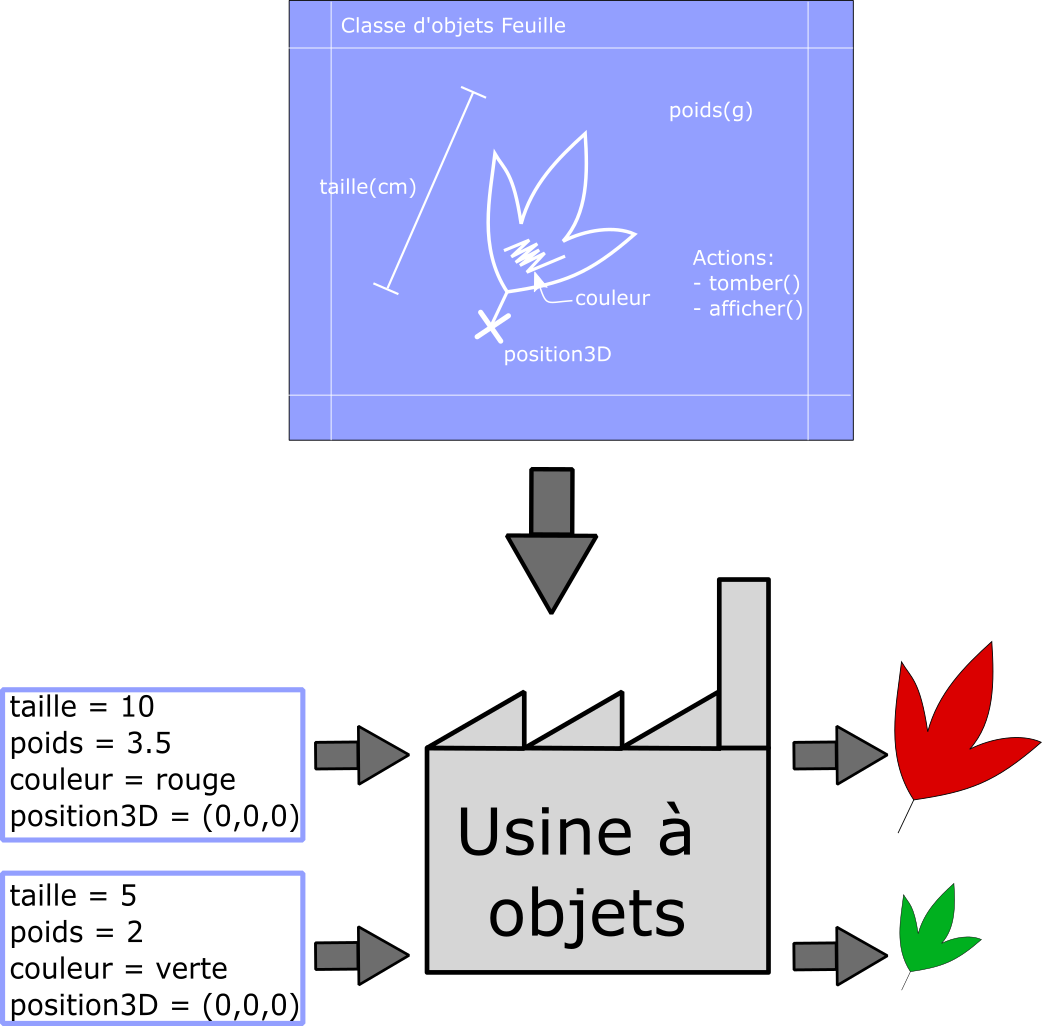 Classe d'objets Feuille
poids(g)
taille(cm)
Actions:
- tomber()
- afficher()
couleur
position3D
taille = 10
poids = 3.5
couleur = rouge
position3D = (0,0,0)
Usine à
objets
taille = 5
poids = 2
couleur = verte
position3D = (0,0,0)